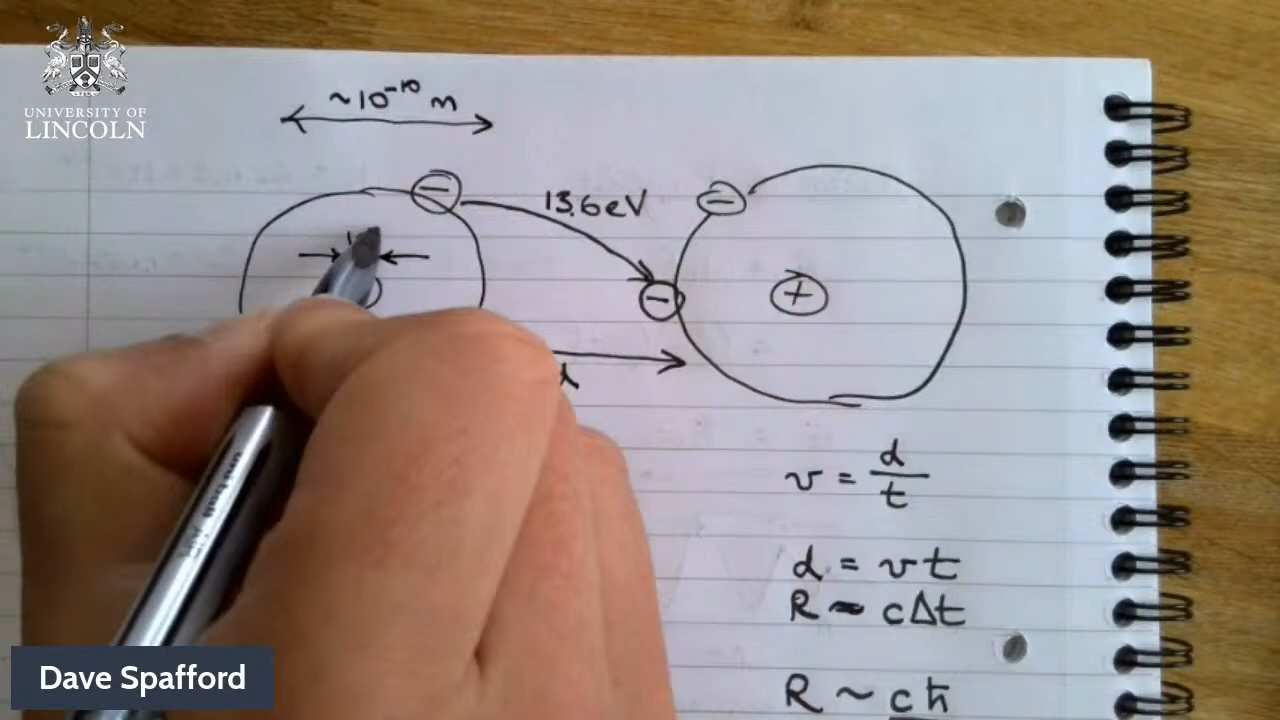 UNIVERSITY OF
LINCOLN
~10⁻¹⁰ m
13.6eV
−
−
−
+
d
v = d/t
d = vt
R ~ cΔt
R ~ cħ
Dave Spafford